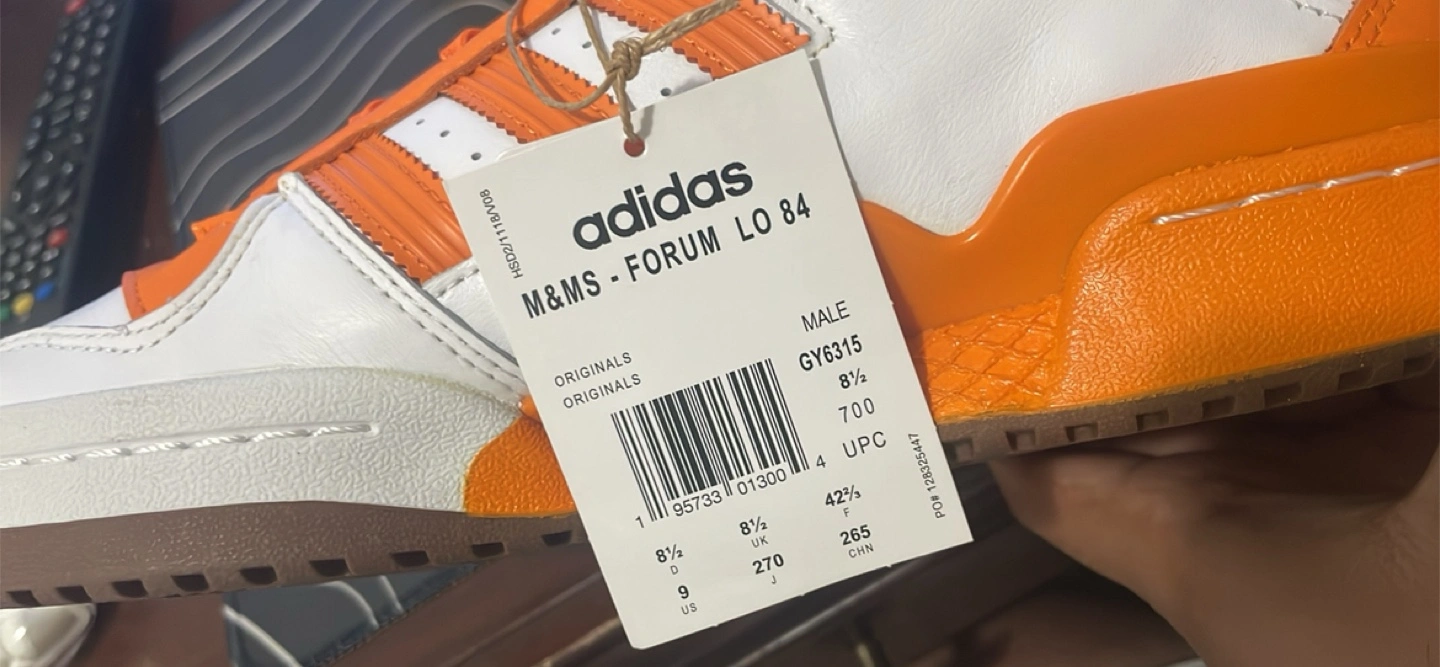 HSD2/1118/V08
adidas
M&MS - FORUM LO 84
MALE
GY6315
ORIGINALS
8½
ORIGINALS
700
UPC
1 95733 01300 4
PO# 128325447
8½ 8½ 42⅔
D UK F
9 270 265
US J CHN